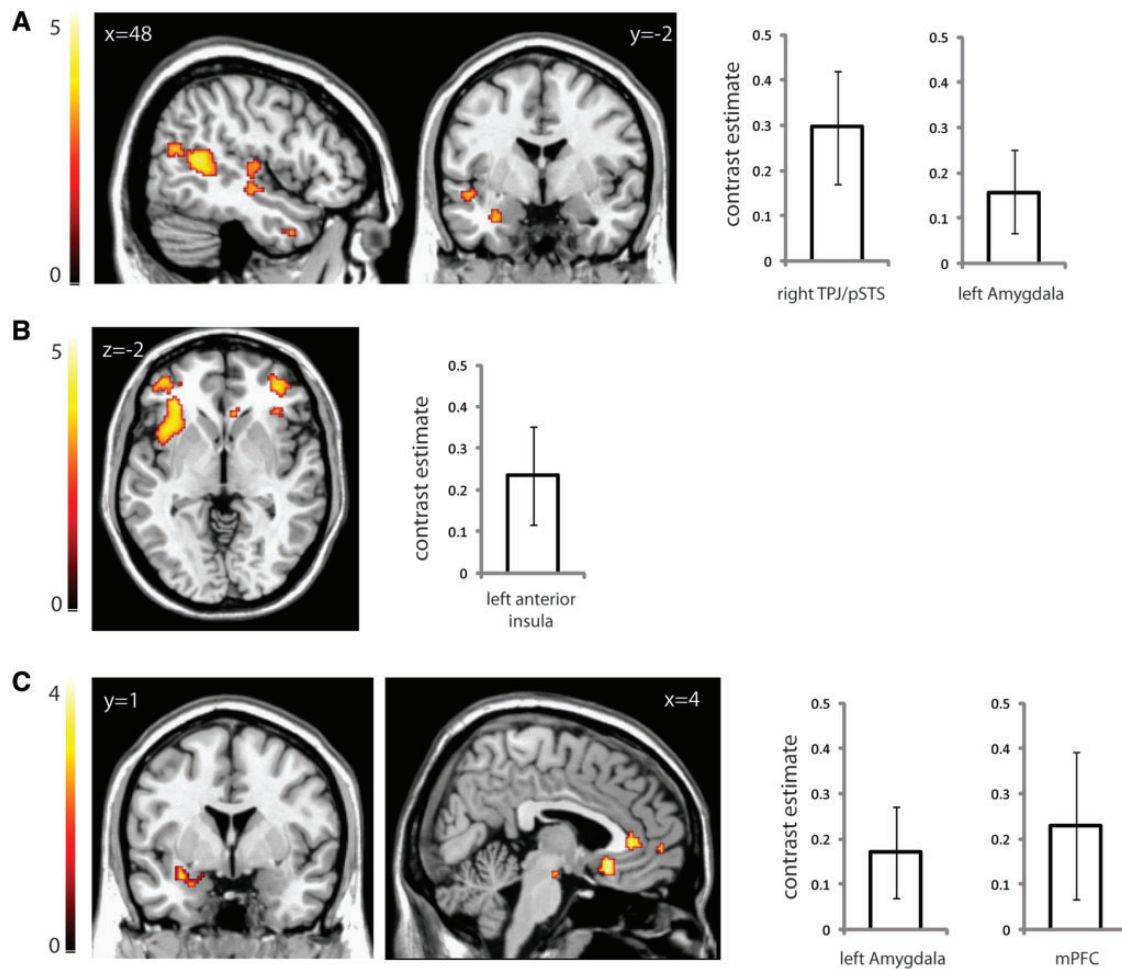 A
5
0
x=48
y=-2
contrast estimate
0.5
0.4
0.3
0.2
0.1
0
right TPJ/pSTS
0.5
0.4
0.3
0.2
0.1
0
left Amygdala
B
5
0
z=-2
contrast estimate
0.5
0.4
0.3
0.2
0.1
0
left anterior
insula
C
4
0
y=1
x=4
contrast estimate
0.5
0.4
0.3
0.2
0.1
0
left Amygdala
0.5
0.4
0.3
0.2
0.1
0
mPFC